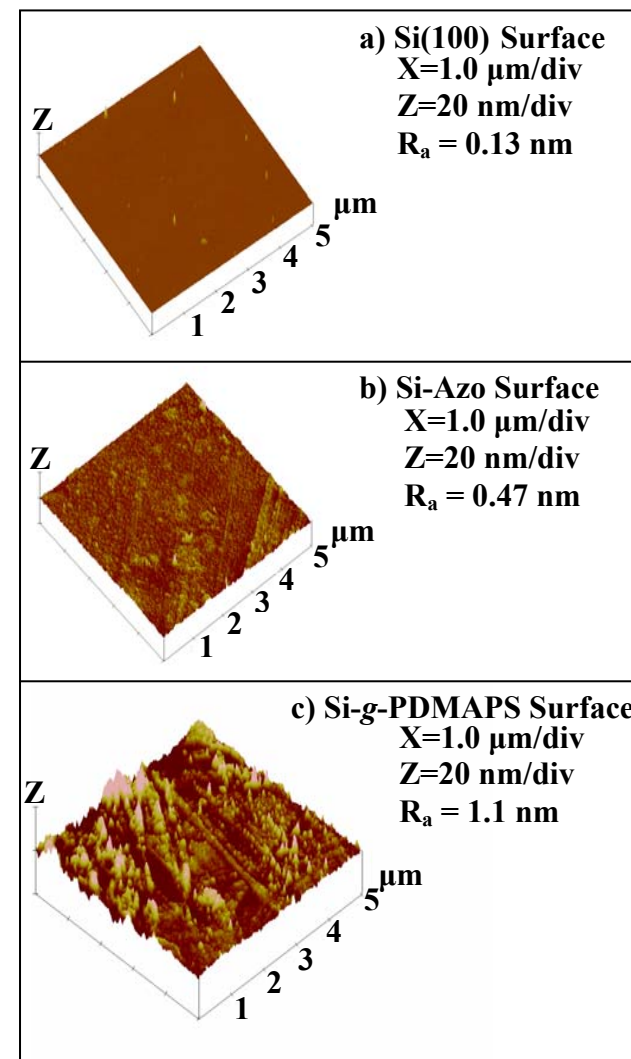 a) Si(100) Surface
X=1.0 μm/div
Z=20 nm/div
Rₐ = 0.13 nm
Z
μm
5
4
3
2
1
b) Si-Azo Surface
X=1.0 μm/div
Z=20 nm/div
Rₐ = 0.47 nm
Z
μm
5
4
3
2
1
c) Si-g-PDMAPS Surface
X=1.0 μm/div
Z=20 nm/div
Rₐ = 1.1 nm
Z
μm
5
4
3
2
1